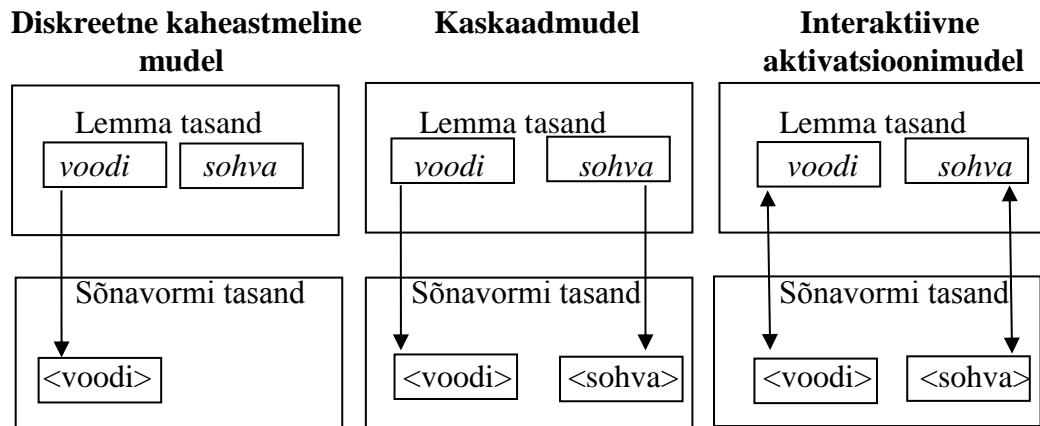 Diskreetne kaheastmeline
mudel
Lemma tasand
voodi
sohva
Sõnavormi tasand
<voodi>
Kaskaadmudel
Lemma tasand
voodi
sohva
Sõnavormi tasand
<voodi>
<sohva>
Interaktiivne
aktivatsioonimudel
Lemma tasand
voodi
sohva
Sõnavormi tasand
<voodi>
<sohva>